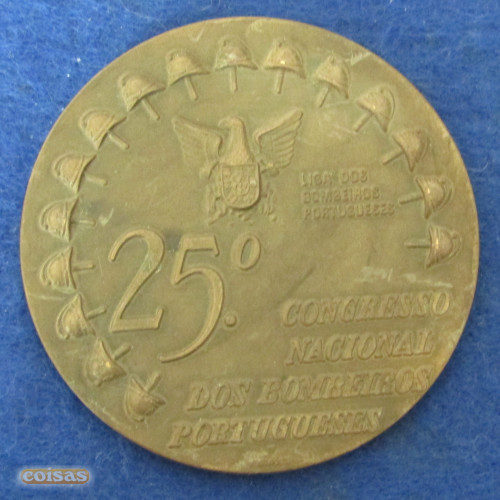 LIGA DOS
BOMBEIROS
PORTUGUESES
25.º
CONGRESSO
NACIONAL
DOS BOMBEIROS
PORTUGUESES
coisas